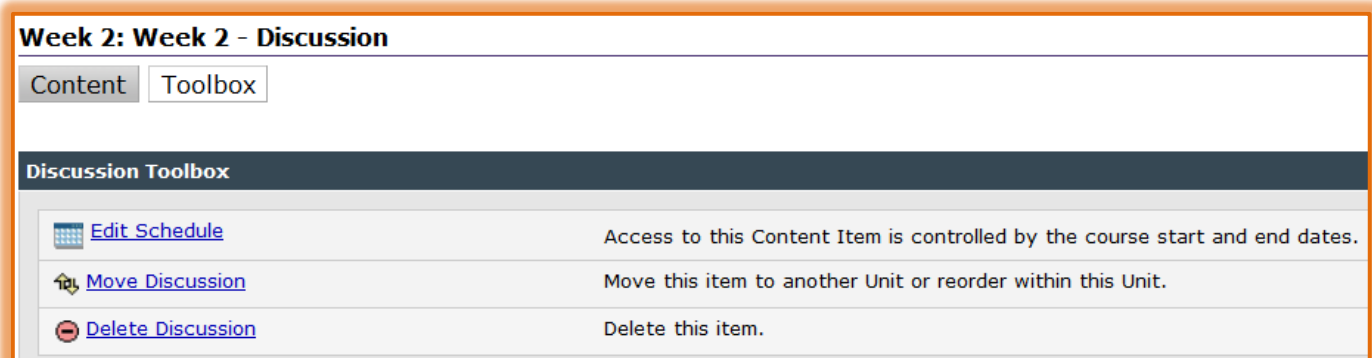 Week 2: Week 2 - Discussion
Content Toolbox
Discussion Toolbox
Edit Schedule Access to this Content Item is controlled by the course start and end dates.
Move Discussion Move this item to another Unit or reorder within this Unit.
Delete Discussion Delete this item.